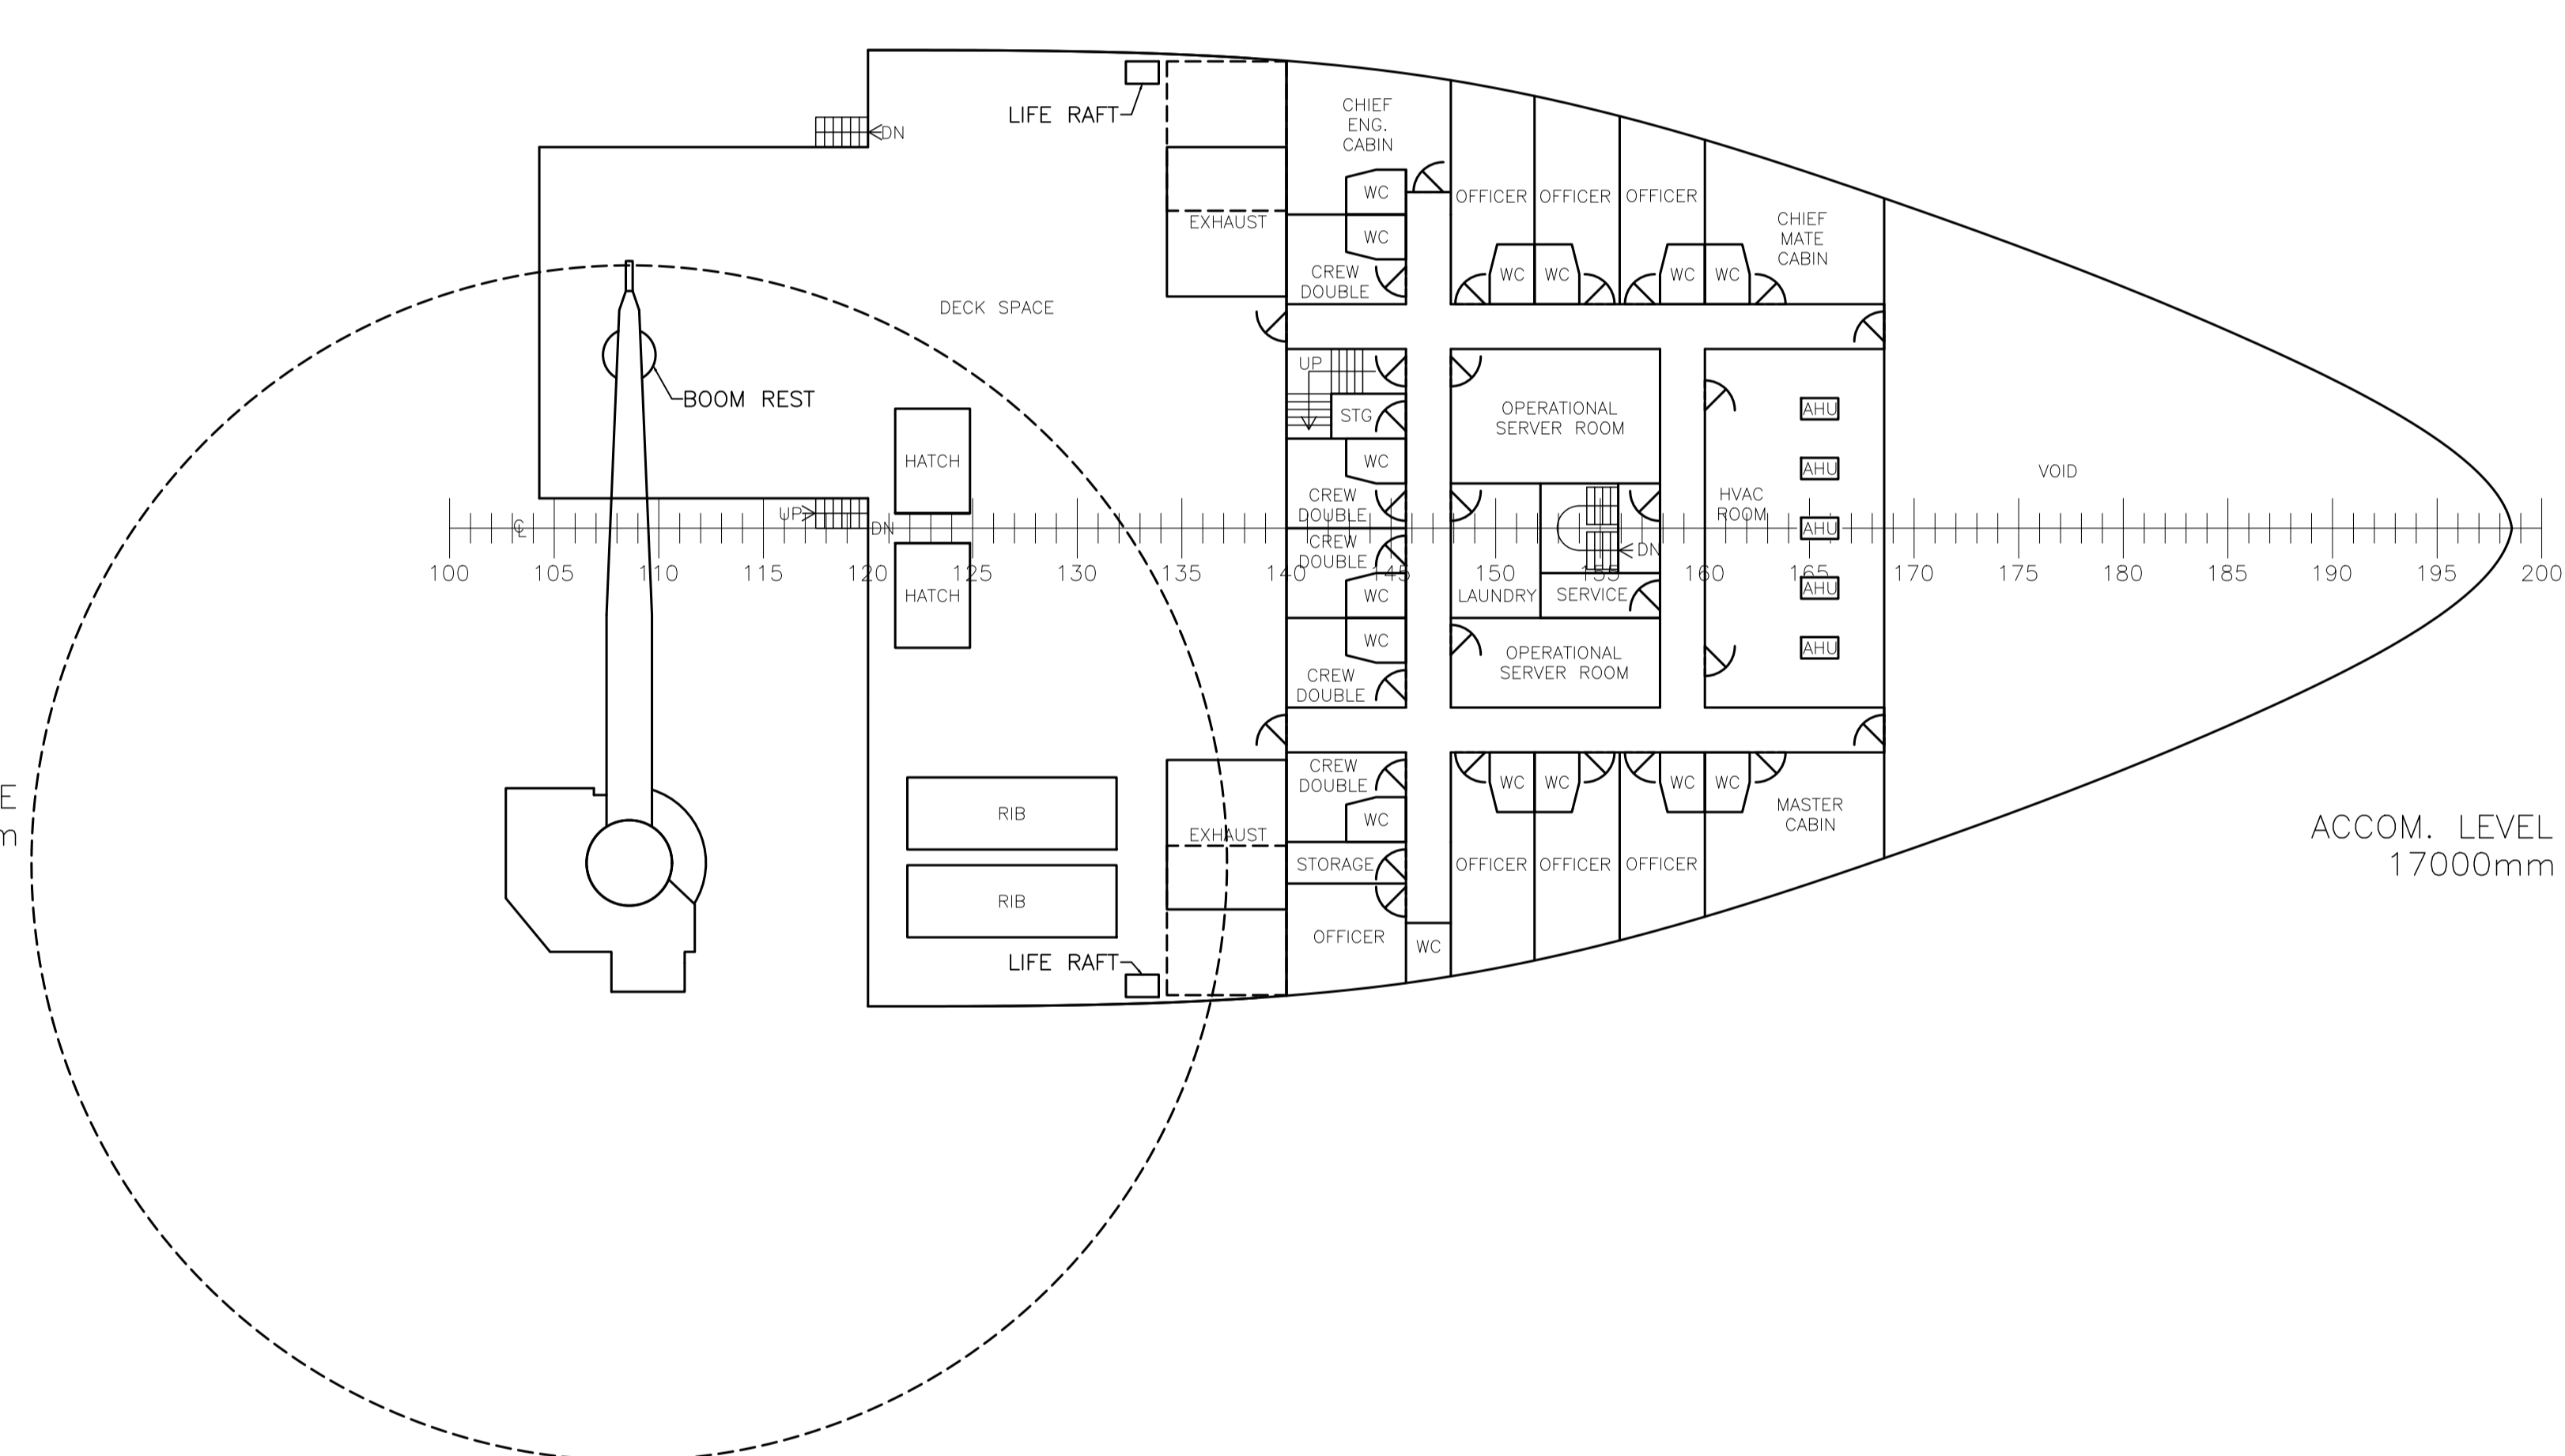 LIFE RAFT
DN
CHIEF
ENG.
CABIN
WC
OFFICER
OFFICER
OFFICER
CHIEF
MATE
CABIN
EXHAUST
WC
CREW
DOUBLE
WC
WC
WC
WC
DECK SPACE
UP
BOOM REST
STG
OPERATIONAL
SERVER ROOM
AHU
HATCH
WC
AHU
VOID
CREW
DOUBLE
HVAC
ROOM
UP
℄
DN
CREW
DOUBLE
DN
AHU
100
105
110
115
120
125
130
135
140
145
150
155
160
165
170
175
180
185
190
195
200
HATCH
WC
LAUNDRY
SERVICE
AHU
WC
OPERATIONAL
SERVER ROOM
AHU
CREW
DOUBLE
CREW
DOUBLE
WC
WC
WC
WC
MASTER
CABIN
E
m
RIB
EXHAUST
WC
ACCOM. LEVEL
17000mm
STORAGE
OFFICER
OFFICER
OFFICER
RIB
OFFICER
WC
LIFE RAFT